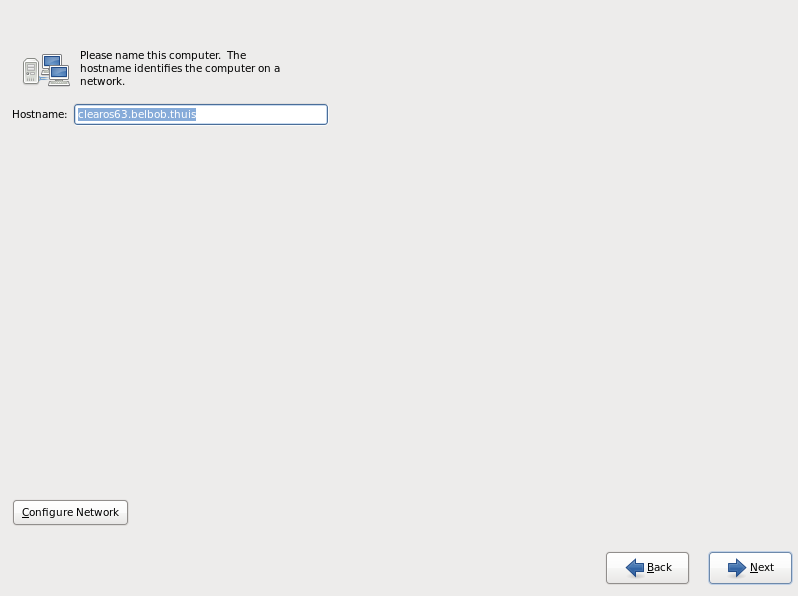 Please name this computer.  The
hostname identifies the computer on a
network.
Hostname: clearos63.belbob.thuis
Configure Network
Back
Next